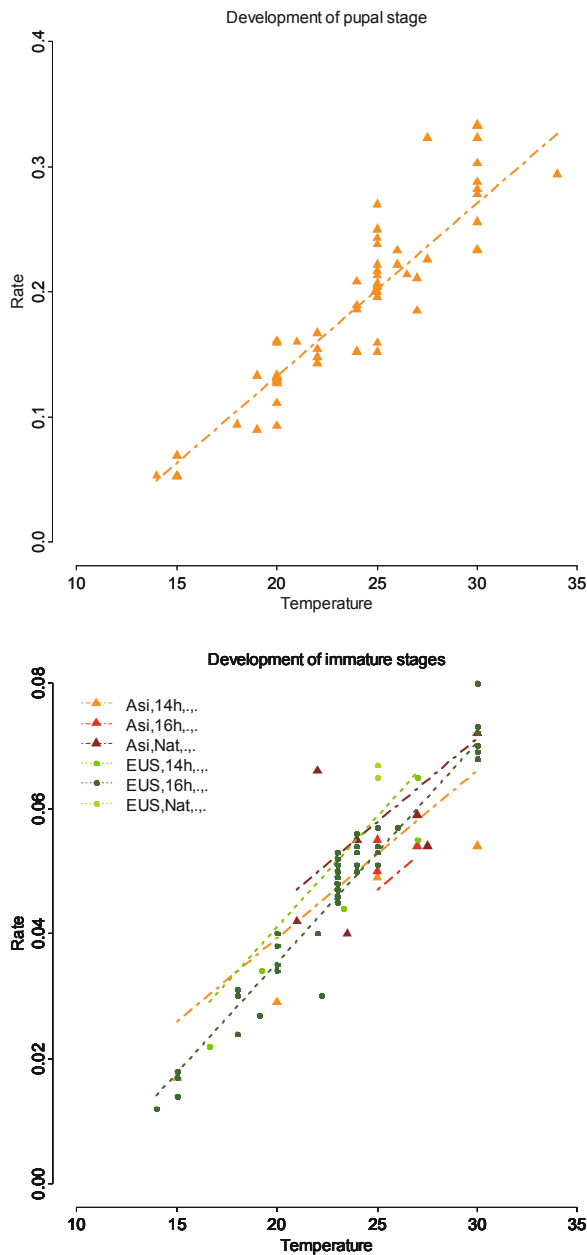 Development of pupal stage
0.4
0.3
0.2
0.1
0.0
Rate
10 15 20 25 30 35
Temperature
Development of immature stages
0.08
0.06
0.04
0.02
0.00
Rate
Asi,14h,.,.
Asi,16h,.,.
Asi,Nat,.,.
EUS,14h,.,.
EUS,16h,.,.
EUS,Nat,.,.
10 15 20 25 30 35
Temperature